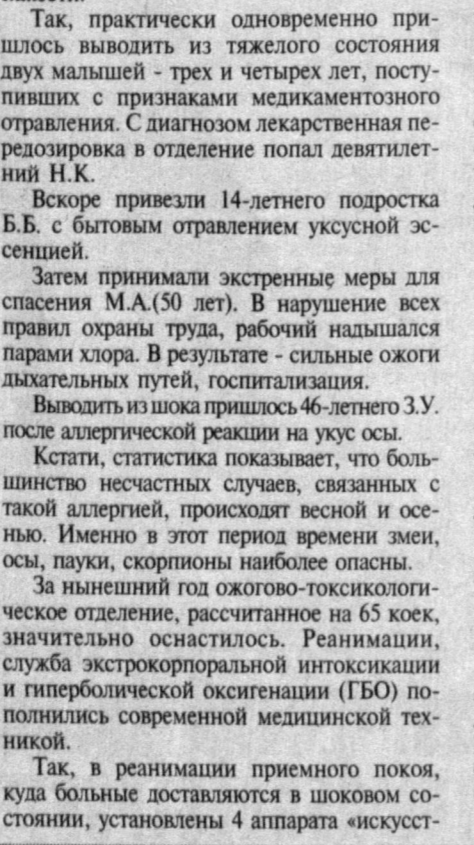 Так, практически одновременно при-
шлось выводить из тяжелого состояния
двух малышей - трех и четырех лет, посту-
пивших с признаками медикаментозного
отравления. С диагнозом лекарственная пе-
редозировка в отделение попал девятилет-
ний Н.К.
Вскоре привезли 14-летнего подростка
Б.Б. с бытовым отравлением уксусной эс-
сенцией.
Затем принимали экстренные меры для
спасения М.А.(50 лет). В нарушение всех
правил охраны труда, рабочий надышался
парами хлора. В результате - сильные ожоги
дыхательных путей, госпитализация.
Выводить из шока пришлось 46-летнего З.У.
после аллергической реакции на укус осы.
Кстати, статистика показывает, что боль-
шинство несчастных случаев, связанных с
такой аллергией, происходят весной и осе-
нью. Именно в этот период времени змеи,
осы, пауки, скорпионы наиболее опасны.
За нынешний год ожогово-токсикологи-
ческое отделение, рассчитанное на 65 коек,
значительно оснастилось. Реанимации,
служба экстрокорпоральной интоксикации
и гиперболической оксигенации (ГБО) по-
полнились современной медицинской тех-
никой.
Так, в реанимации приемного покоя,
куда больные доставляются в шоковом со-
стоянии, установлены 4 аппарата «искусст-